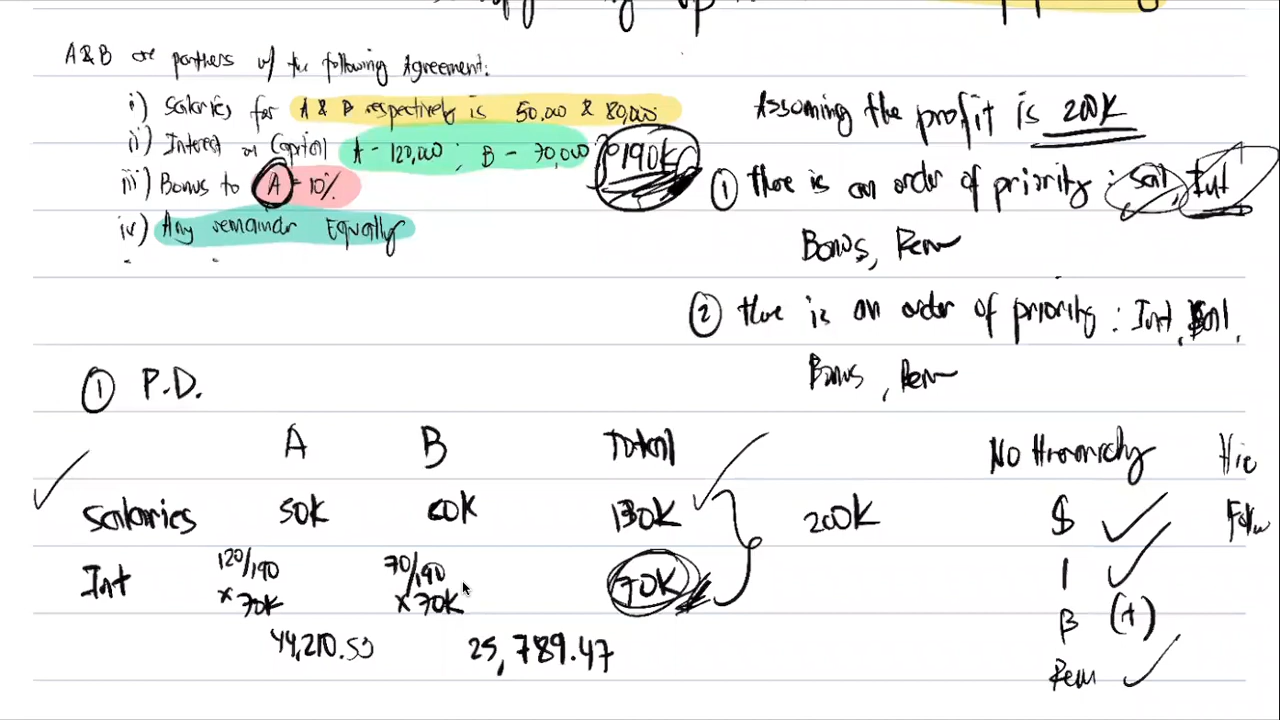 A & B are partners w/ the following Agreement:
i) Salaries for A & B respectively is 50,000 & 80,000
ii) Interest on Capital A - 120,000; B - 70,000 190K
iii) Bonus to A - 10%
iv) Any remainder Equally
Assuming the profit is 200K
① there is an order of priority: Sal, Int
Bonus, Rem
② there is an order of priority: Int, Sal,
Bonus, Rem
① P.D.
A B Total
Salaries 50K 80K 130K 200K
Int 120/190 70/190 70K
x 70K x 70K
44,210.53 25,789.47
No Hierarchy Hie
$ ✓
I ✓
B (+)
Rem ✓